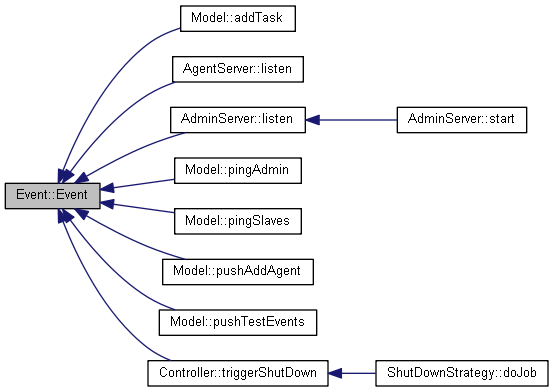 Model::addTask
AgentServer::listen
AdminServer::listen
AdminServer::start
Model::pingAdmin
Event::Event
Model::pingSlaves
Model::pushAddAgent
Model::pushTestEvents
Controller::triggerShutDown
ShutDownStrategy::doJob